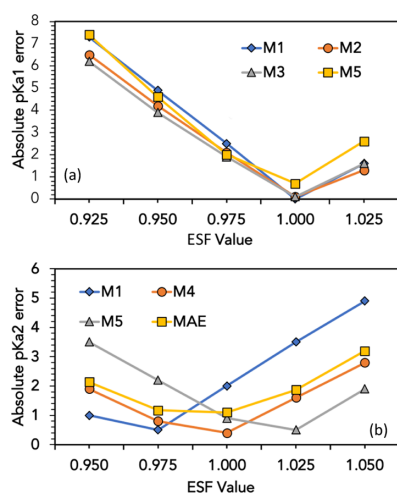 Absolute pKa1 error
8
7
6
5
4
3
2
1
0
M1 M2
M3 M5
(a)
0.925 0.950 0.975 1.000 1.025
ESF Value
Absolute pKa2 error
6
5
4
3
2
1
0
M1 M4
M5 MAE
(b)
0.950 0.975 1.000 1.025 1.050
ESF Value